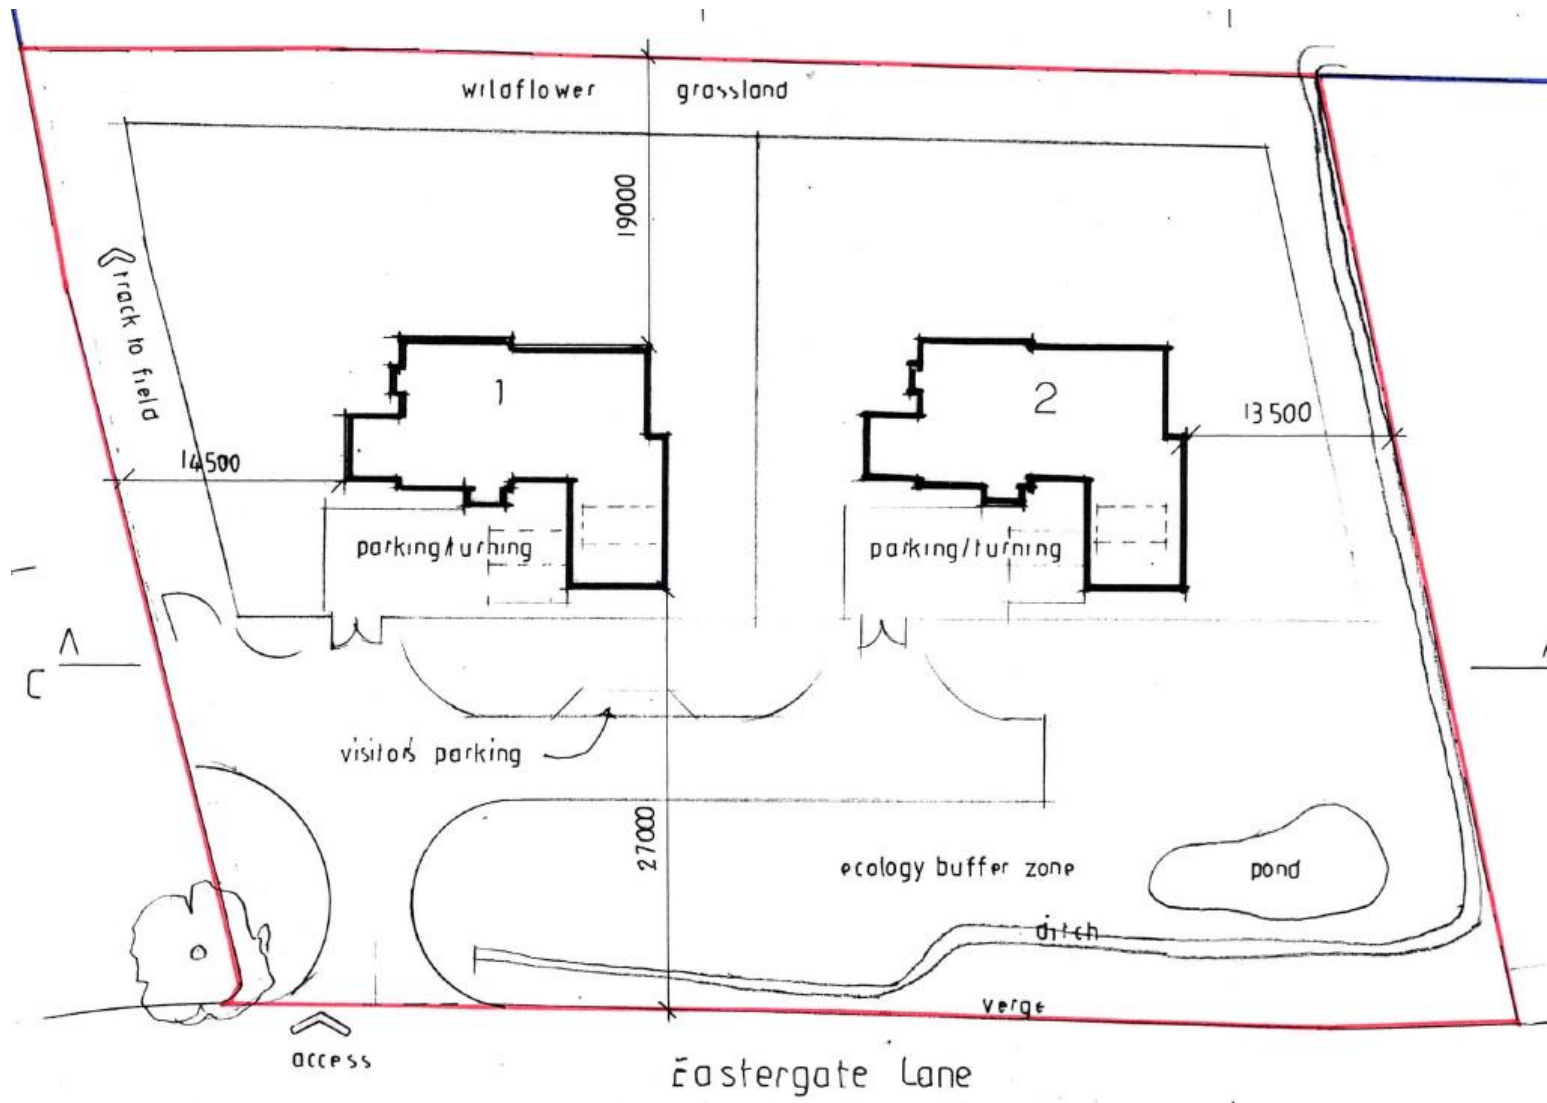 wildflower grassland
19000
track to field
1
2
13500
14500
parking/turning
parking/turning
A
C
visitors parking
27000
ecology buffer zone
pond
ditch
verge
access
Eastergate Lane